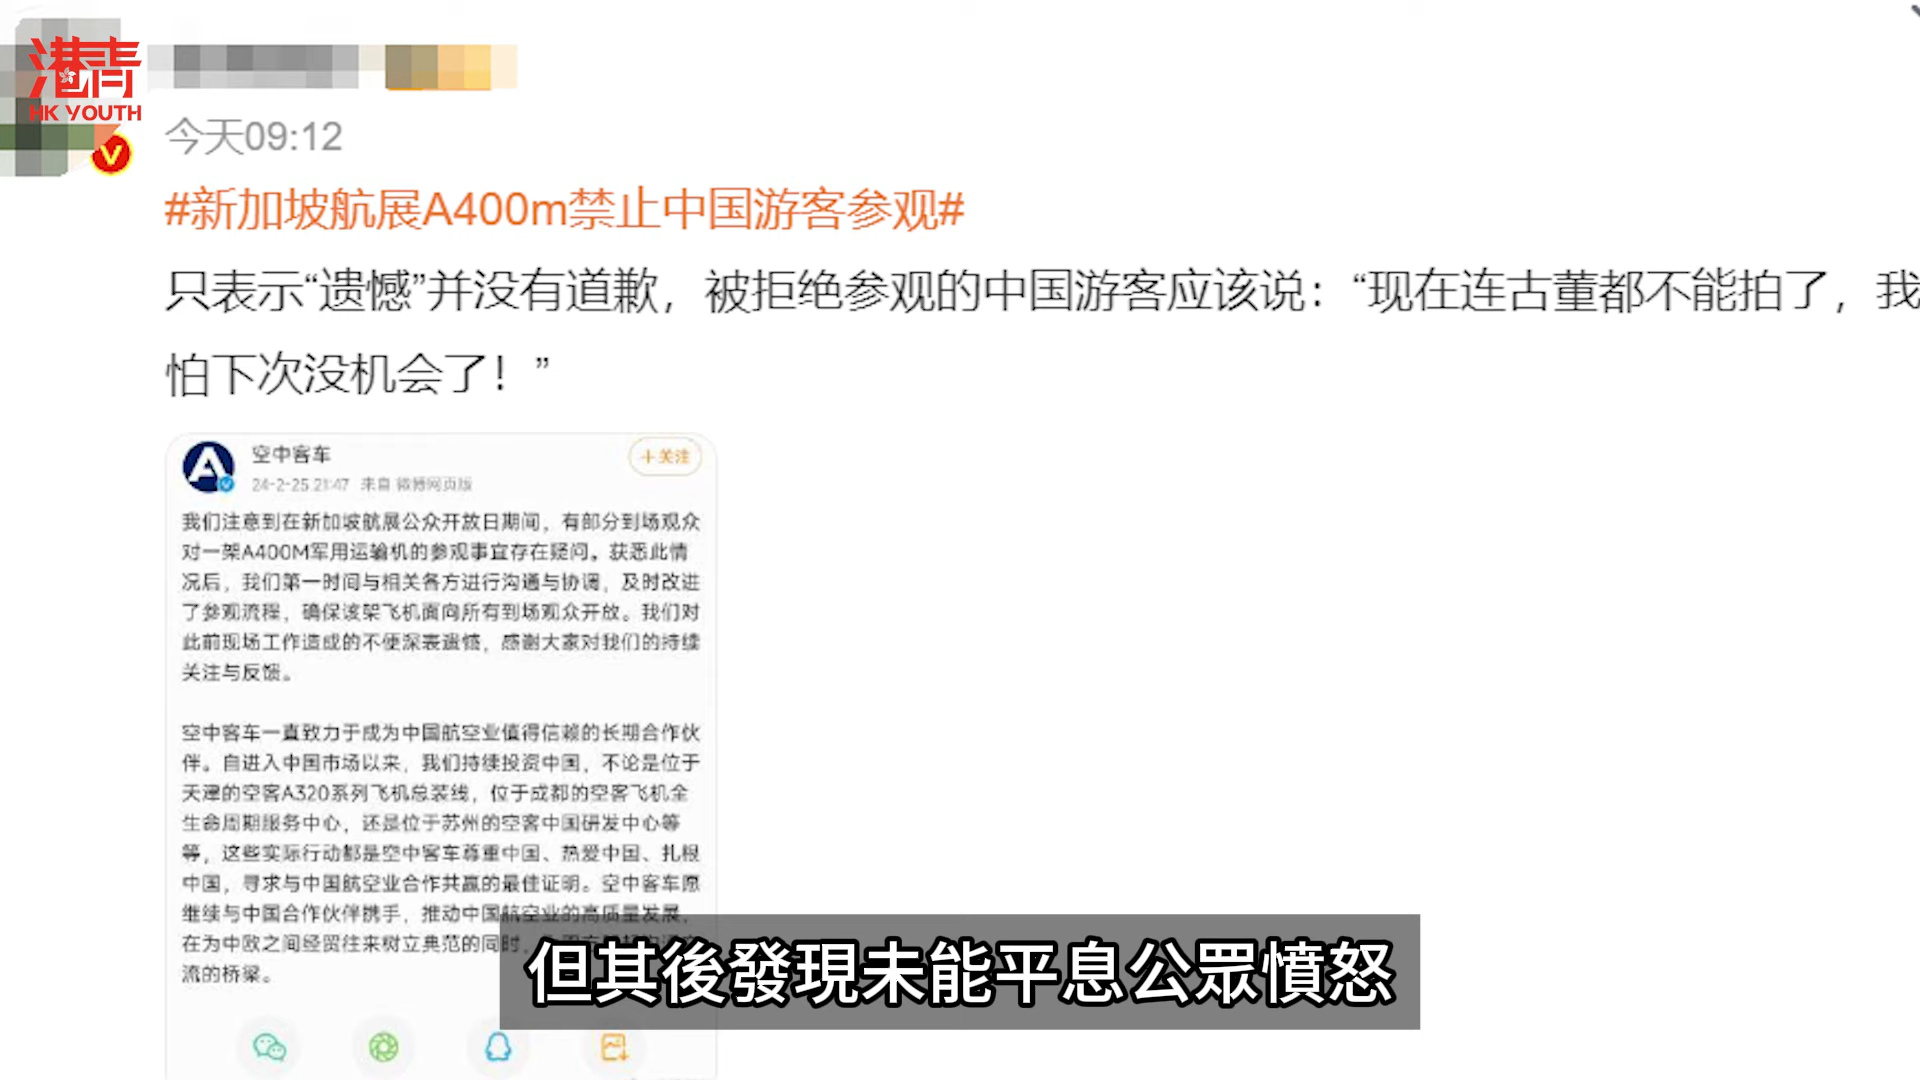 港青
HK YOUTH
今天09:12
#新加坡航展A400m禁止中国游客参观#
只表示“遗憾”并没有道歉，被拒绝参观的中国游客应该说：“现在连古董都不能拍了，我
怕下次没机会了！”
空中客车
+关注
24-2-25 21:47 来自 微博网页版
我们注意到在新加坡航展公众开放日期间，有部分到场观众
对一架A400M军用运输机的参观事宜存在疑问。获悉此情
况后，我们第一时间与相关各方进行沟通与协调，及时改进
了参观流程，确保该架飞机面向所有到场观众开放。我们对
此前现场工作造成的不便深表遗憾，感谢大家对我们的持续
关注与反馈。
空中客车一直致力于成为中国航空业值得信赖的长期合作伙
伴。自进入中国市场以来，我们持续投资中国，不论是位于
天津的空客A320系列飞机总装线，位于成都的空客飞机全
生命周期服务中心，还是位于苏州的空客中国研发中心等
等，这些实际行动都是空中客车尊重中国、热爱中国、扎根
中国，寻求与中国航空业合作共赢的最佳证明。空中客车愿
继续与中国合作伙伴携手，推动中国航空业的高质量发展，
在为中欧之间经贸往来树立典范的同时，
流的桥梁。
但其後發現未能平息公眾憤怒